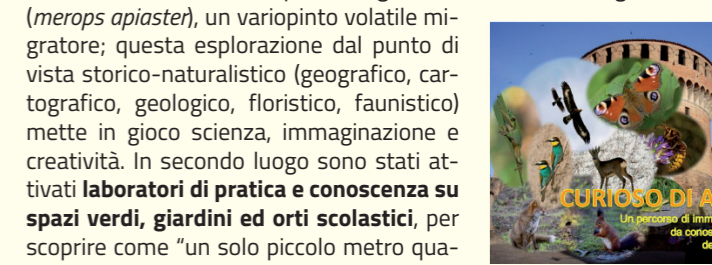 (merops apiaster), un variopinto volatile mi-
gratore; questa esplorazione dal punto di
vista storico-naturalistico (geografico, car-
tografico, geologico, floristico, faunistico)
mette in gioco scienza, immaginazione e
creatività. In secondo luogo sono stati at-
tivati laboratori di pratica e conoscenza su
spazi verdi, giardini ed orti scolastici, per
scoprire come "un solo piccolo metro qua-
CURIOSO DI A
Un percorso di imm
da conos
de